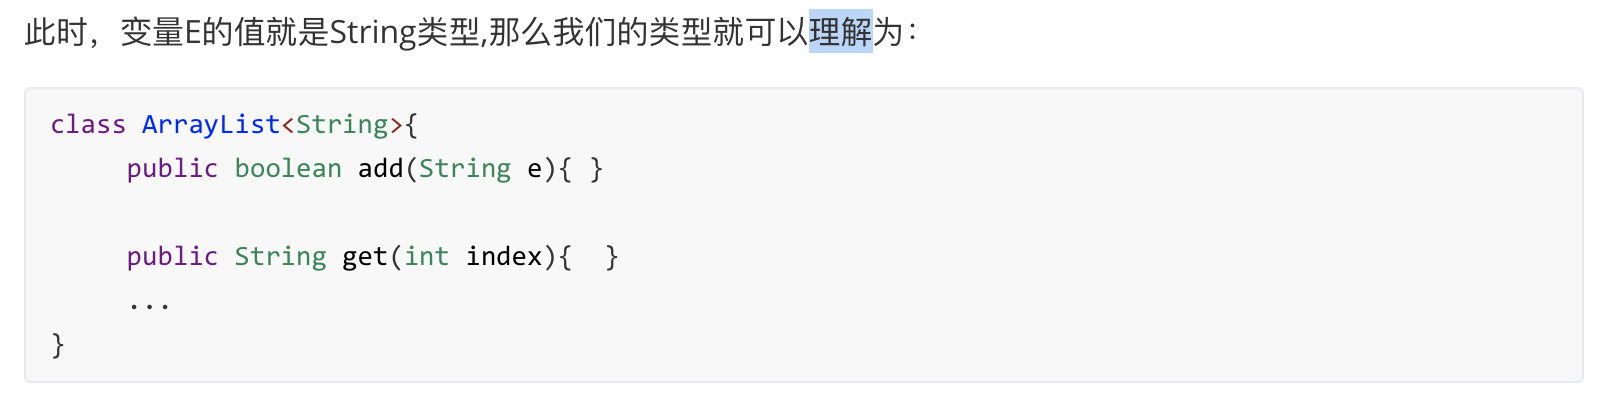 此时，变量E的值就是String类型,那么我们的类型就可以理解为：
class ArrayList<String>{
     public boolean add(String e){ }
     public String get(int index){  }
     ...
}